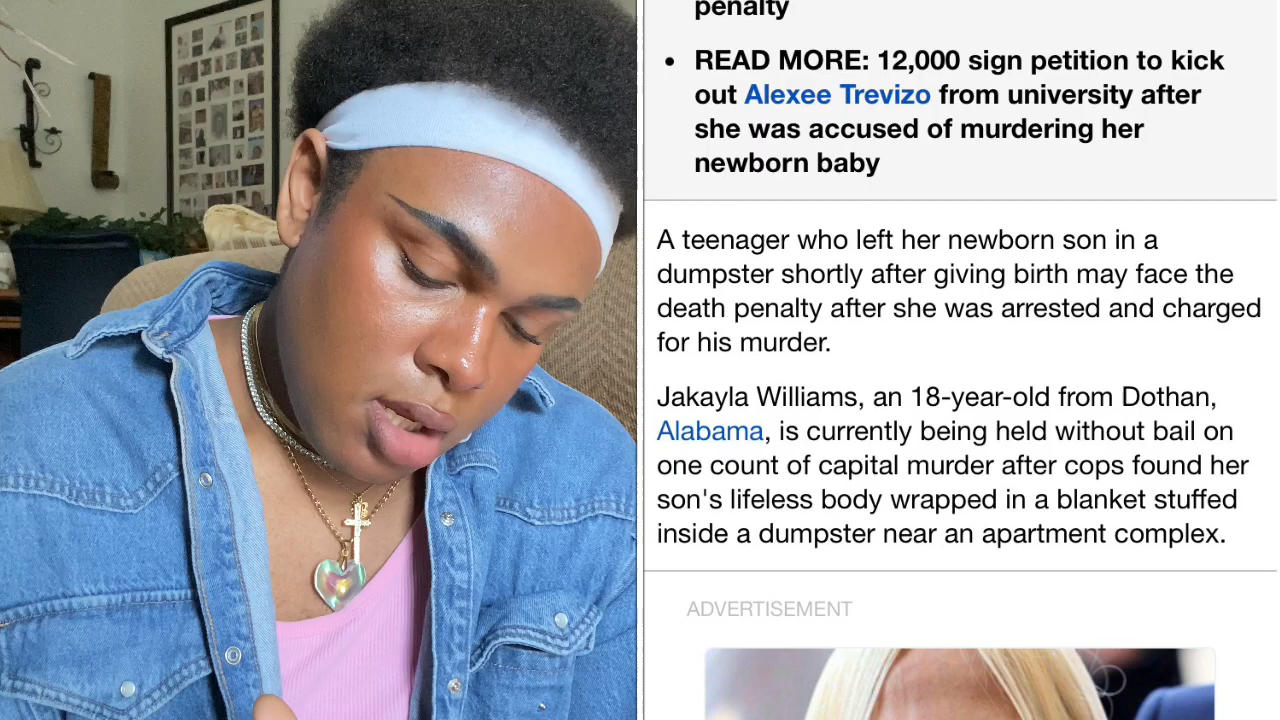 penalty
READ MORE: 12,000 sign petition to kick
out Alexee Trevizo from university after
she was accused of murdering her
newborn baby
A teenager who left her newborn son in a
dumpster shortly after giving birth may face the
death penalty after she was arrested and charged
for his murder.
Jakayla Williams, an 18-year-old from Dothan,
Alabama, is currently being held without bail on
one count of capital murder after cops found her
son's lifeless body wrapped in a blanket stuffed
inside a dumpster near an apartment complex.
ADVERTISEMENT